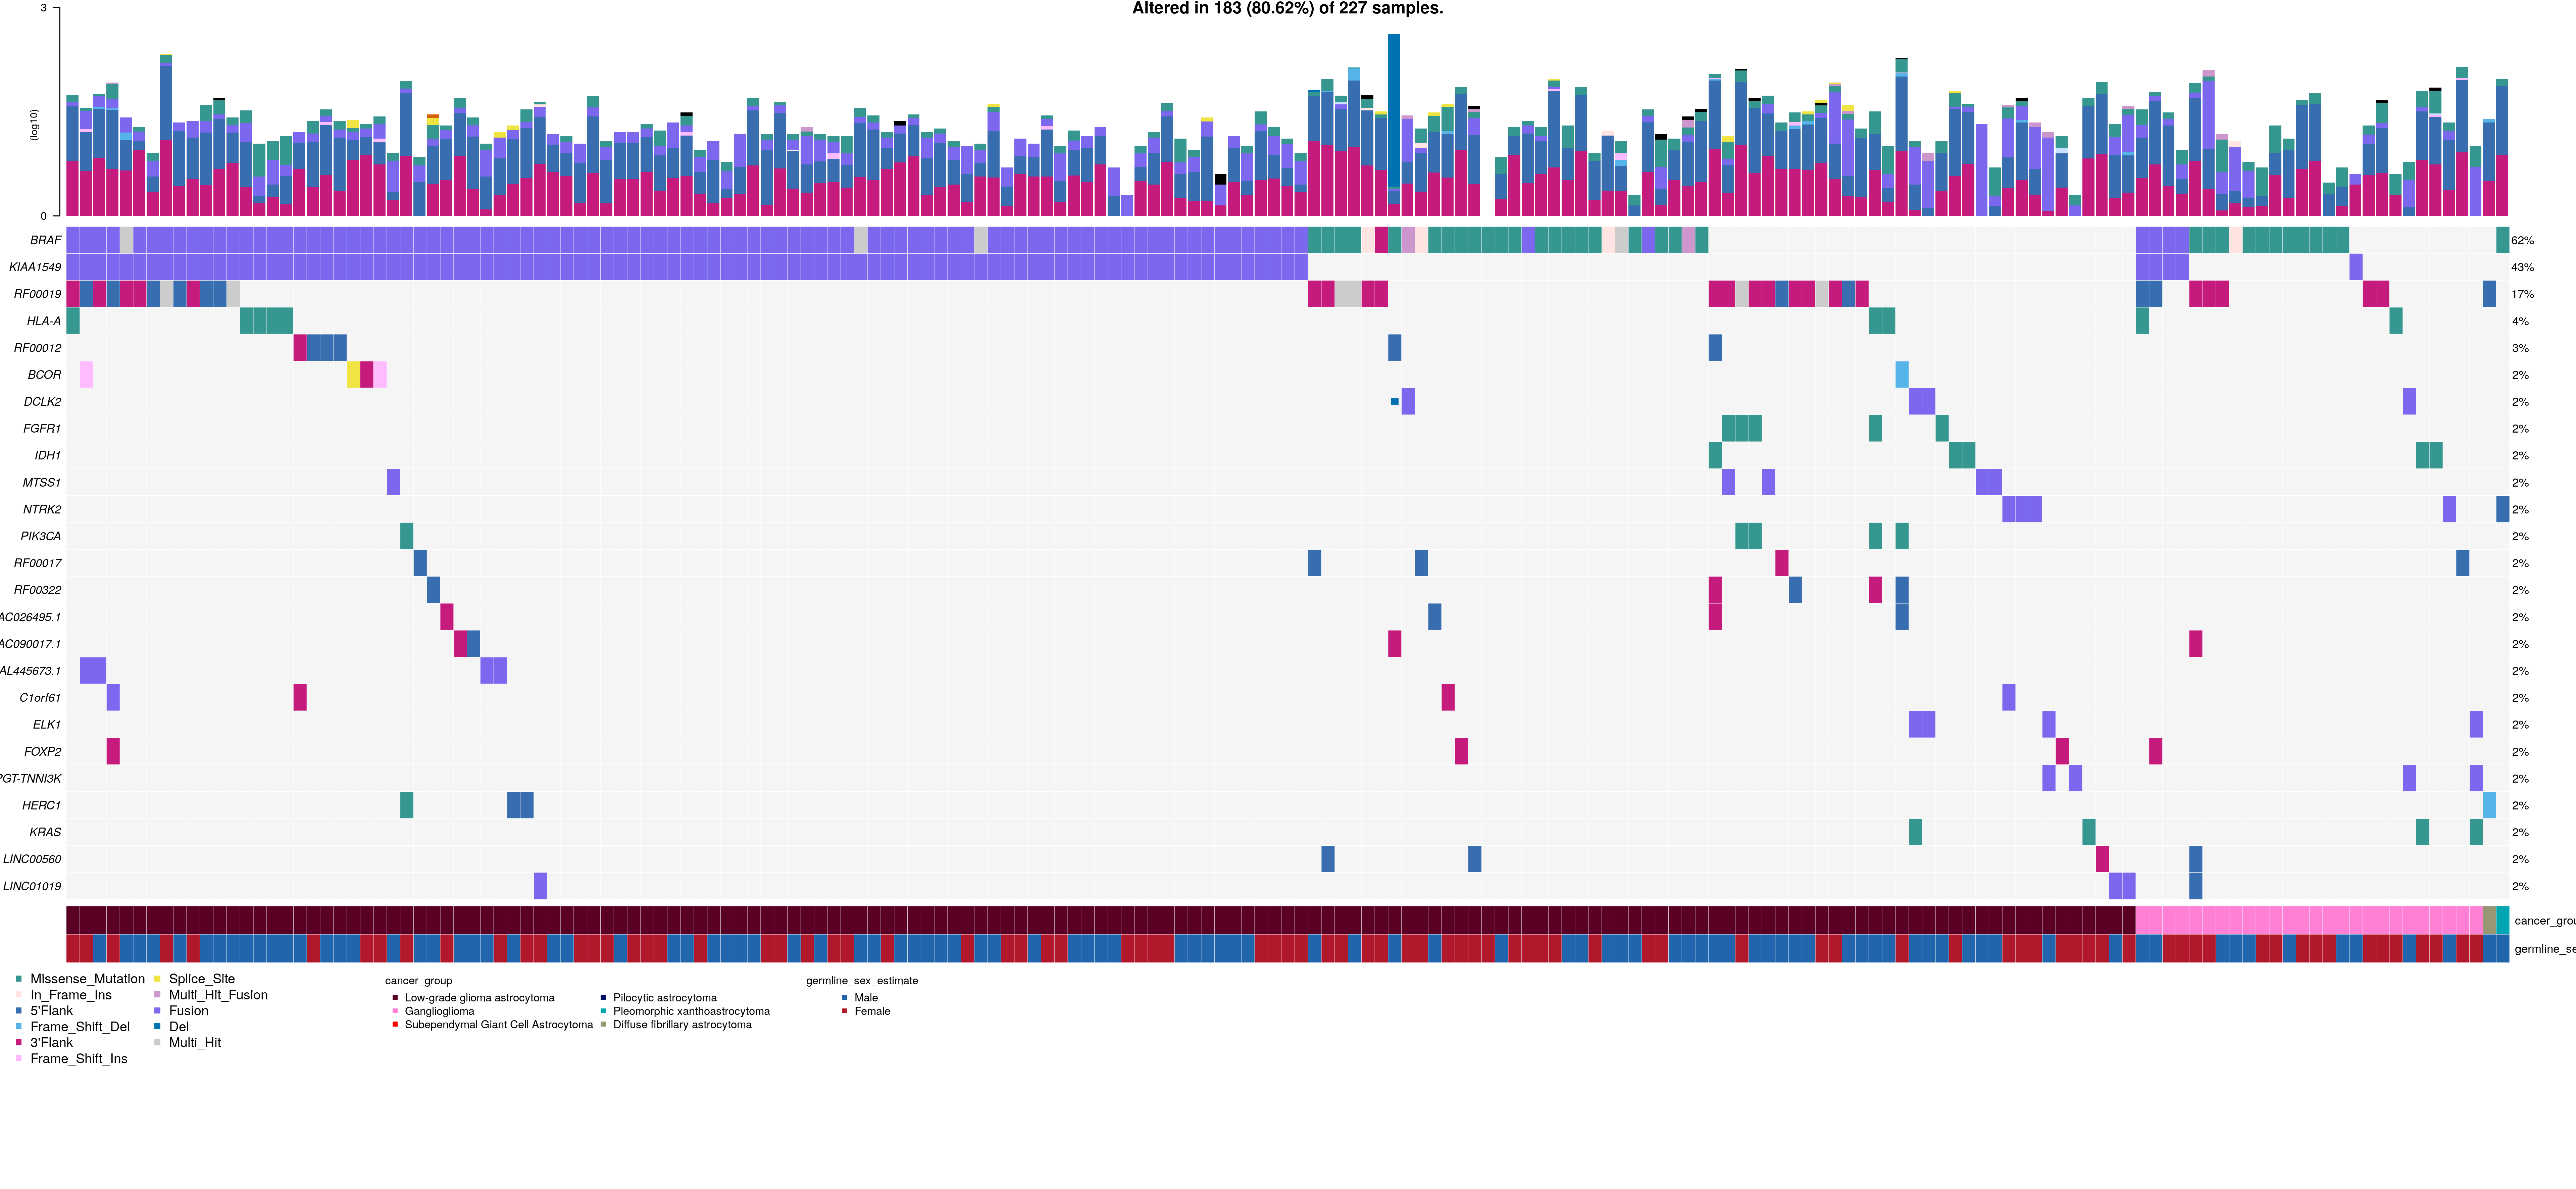 Altered in 183 (80.62%) of 227 samples.
3
(log10)
0
BRAF 62%
KIAA1549 43%
RF00019 17%
HLA-A 4%
RF00012 3%
BCOR 2%
DCLK2 2%
FGFR1 2%
IDH1 2%
MTSS1 2%
NTRK2 2%
PIK3CA 2%
RF00017 2%
RF00322 2%
AC026495.1 2%
AC090017.1 2%
AL445673.1 2%
C1orf61 2%
ELK1 2%
FOXP2 2%
PGT-TNNI3K 2%
HERC1 2%
KRAS 2%
LINC00560 2%
LINC01019 2%
cancer_grou
germline_se
Missense_Mutation
In_Frame_Ins
5'Flank
Frame_Shift_Del
3'Flank
Frame_Shift_Ins
Splice_Site
Multi_Hit_Fusion
Fusion
Del
Multi_Hit
cancer_group
Low-grade glioma astrocytoma
Ganglioglioma
Subependymal Giant Cell Astrocytoma
Pilocytic astrocytoma
Pleomorphic xanthoastrocytoma
Diffuse fibrillary astrocytoma
germline_sex_estimate
Male
Female